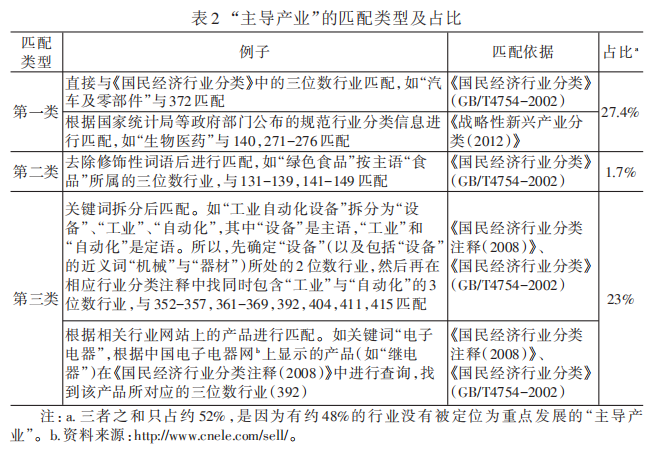 表2 “主导产业”的匹配类型及占比
匹配
类型
例子
匹配依据
占比a
第一类
直接与《国民经济行业分类》中的三位数行业匹配，如“汽
车及零部件”与372匹配
《国民经济行业分类》
(GB/T4754-2002)
27.4%
根据国家统计局等政府部门公布的规范行业分类信息进
行匹配，如“生物医药”与140,271-276匹配
《战略性新兴产业分
类(2012)》
第二类
去除修饰性词语后进行匹配，如“绿色食品”按主语“食
品”所属的三位数行业，与131-139,141-149匹配
《国民经济行业分类》
(GB/T4754-2002)
1.7%
第三类
关键词拆分后匹配。如“工业自动化设备”拆分为“设
备”、“工业”、“自动化”，其中“设备”是主语，“工业”和
“自动化”是定语。所以，先确定“设备”(以及包括“设备”
的近义词“机械”与“器材”)所处的2位数行业，然后再在
相应行业分类注释中找同时包含“工业”与“自动化”的3
位数行业，与352-357,361-369,392,404,411,415匹配
《国民经济行业分类
注释(2008)》、
《国民经济行业分类》
(GB/T4754-2002)
23%
根据相关行业网站上的产品进行匹配。如关键词“电子
电器”，根据中国电子电器网b上显示的产品(如“继电
器”)在《国民经济行业分类注释(2008)》中进行查询，找
到该产品所对应的三位数行业(392)
《国民经济行业分类
注释(2008)》、
《国民经济行业分类》
(GB/T4754-2002)
注：a.三者之和只占约52%，是因为有约48%的行业没有被定位为重点发展的“主导产
业”。b.资料来源：http://www.cnele.com/sell/。